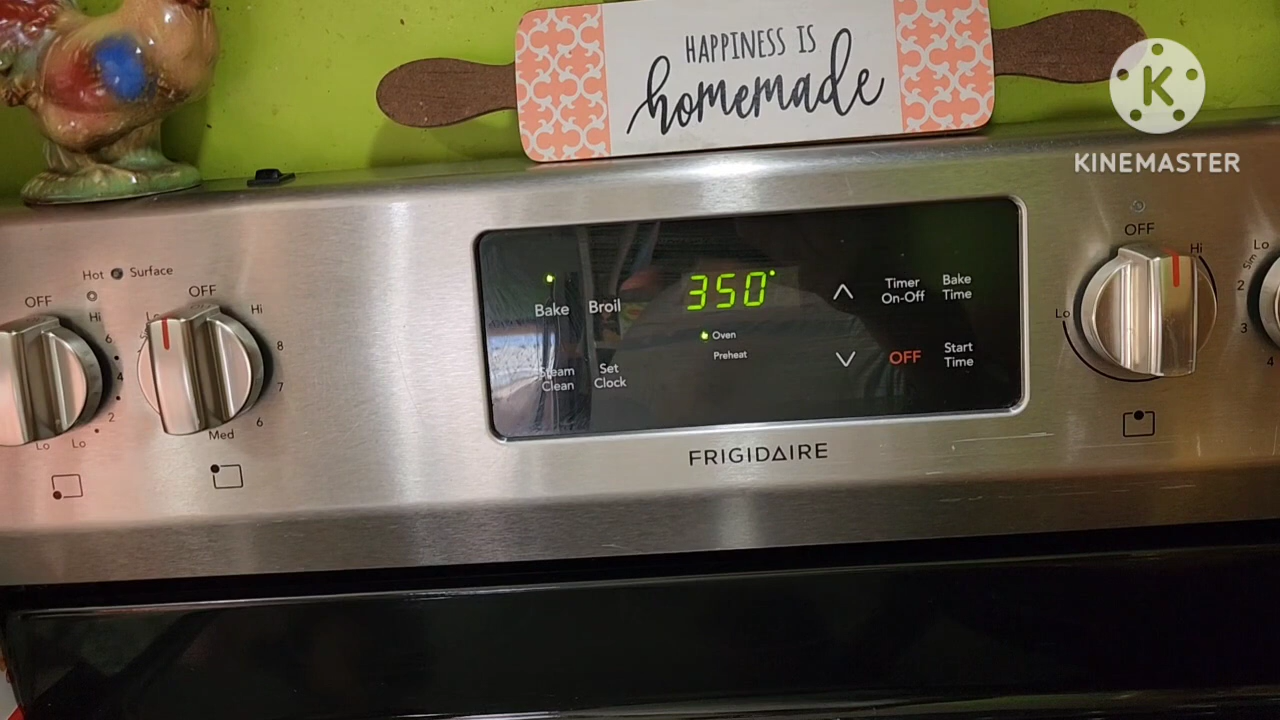 HAPPINESS IS
homemade
KINEMASTER
Hot Surface
OFF
Hi
6
4
2
Lo
Lo
OFF
Lo
Hi
8
7
6
Med
Bake
Broil
Steam
Clean
Set
Clock
350°
Oven
Preheat
Timer
On-Off
Bake
Time
OFF
Start
Time
FRIGIDAIRE
OFF
Hi
Lo
Lo
Sim
2
3
4